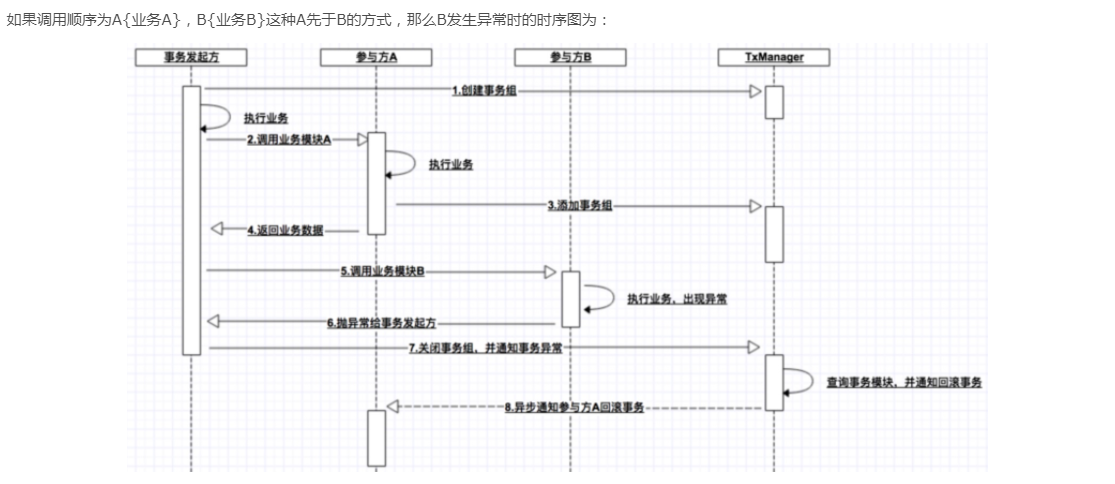 如果调用顺序为A{业务A}，B{业务B}这种A先于B的方式，那么B发生异常时的时序图为：
事务发起方
参与方A
参与方B
TxManager
1.创建事务组
执行业务
2.调用业务模块A
执行业务
3.添加事务组
4.返回业务数据
5.调用业务模块B
执行业务，出现异常
6.抛异常给事务发起方
7.关闭事务组，并通知事务异常
查询事务模块，并通知回滚事务
8.异步通知参与方A回滚事务